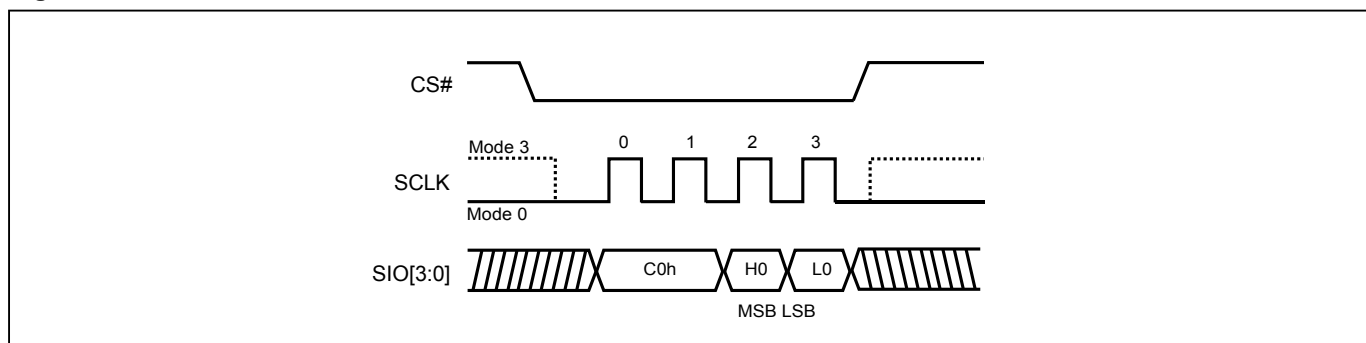 CS#
0 1 2 3
Mode 3
SCLK
Mode 0
SIO[3:0] C0h H0 L0
MSB LSB